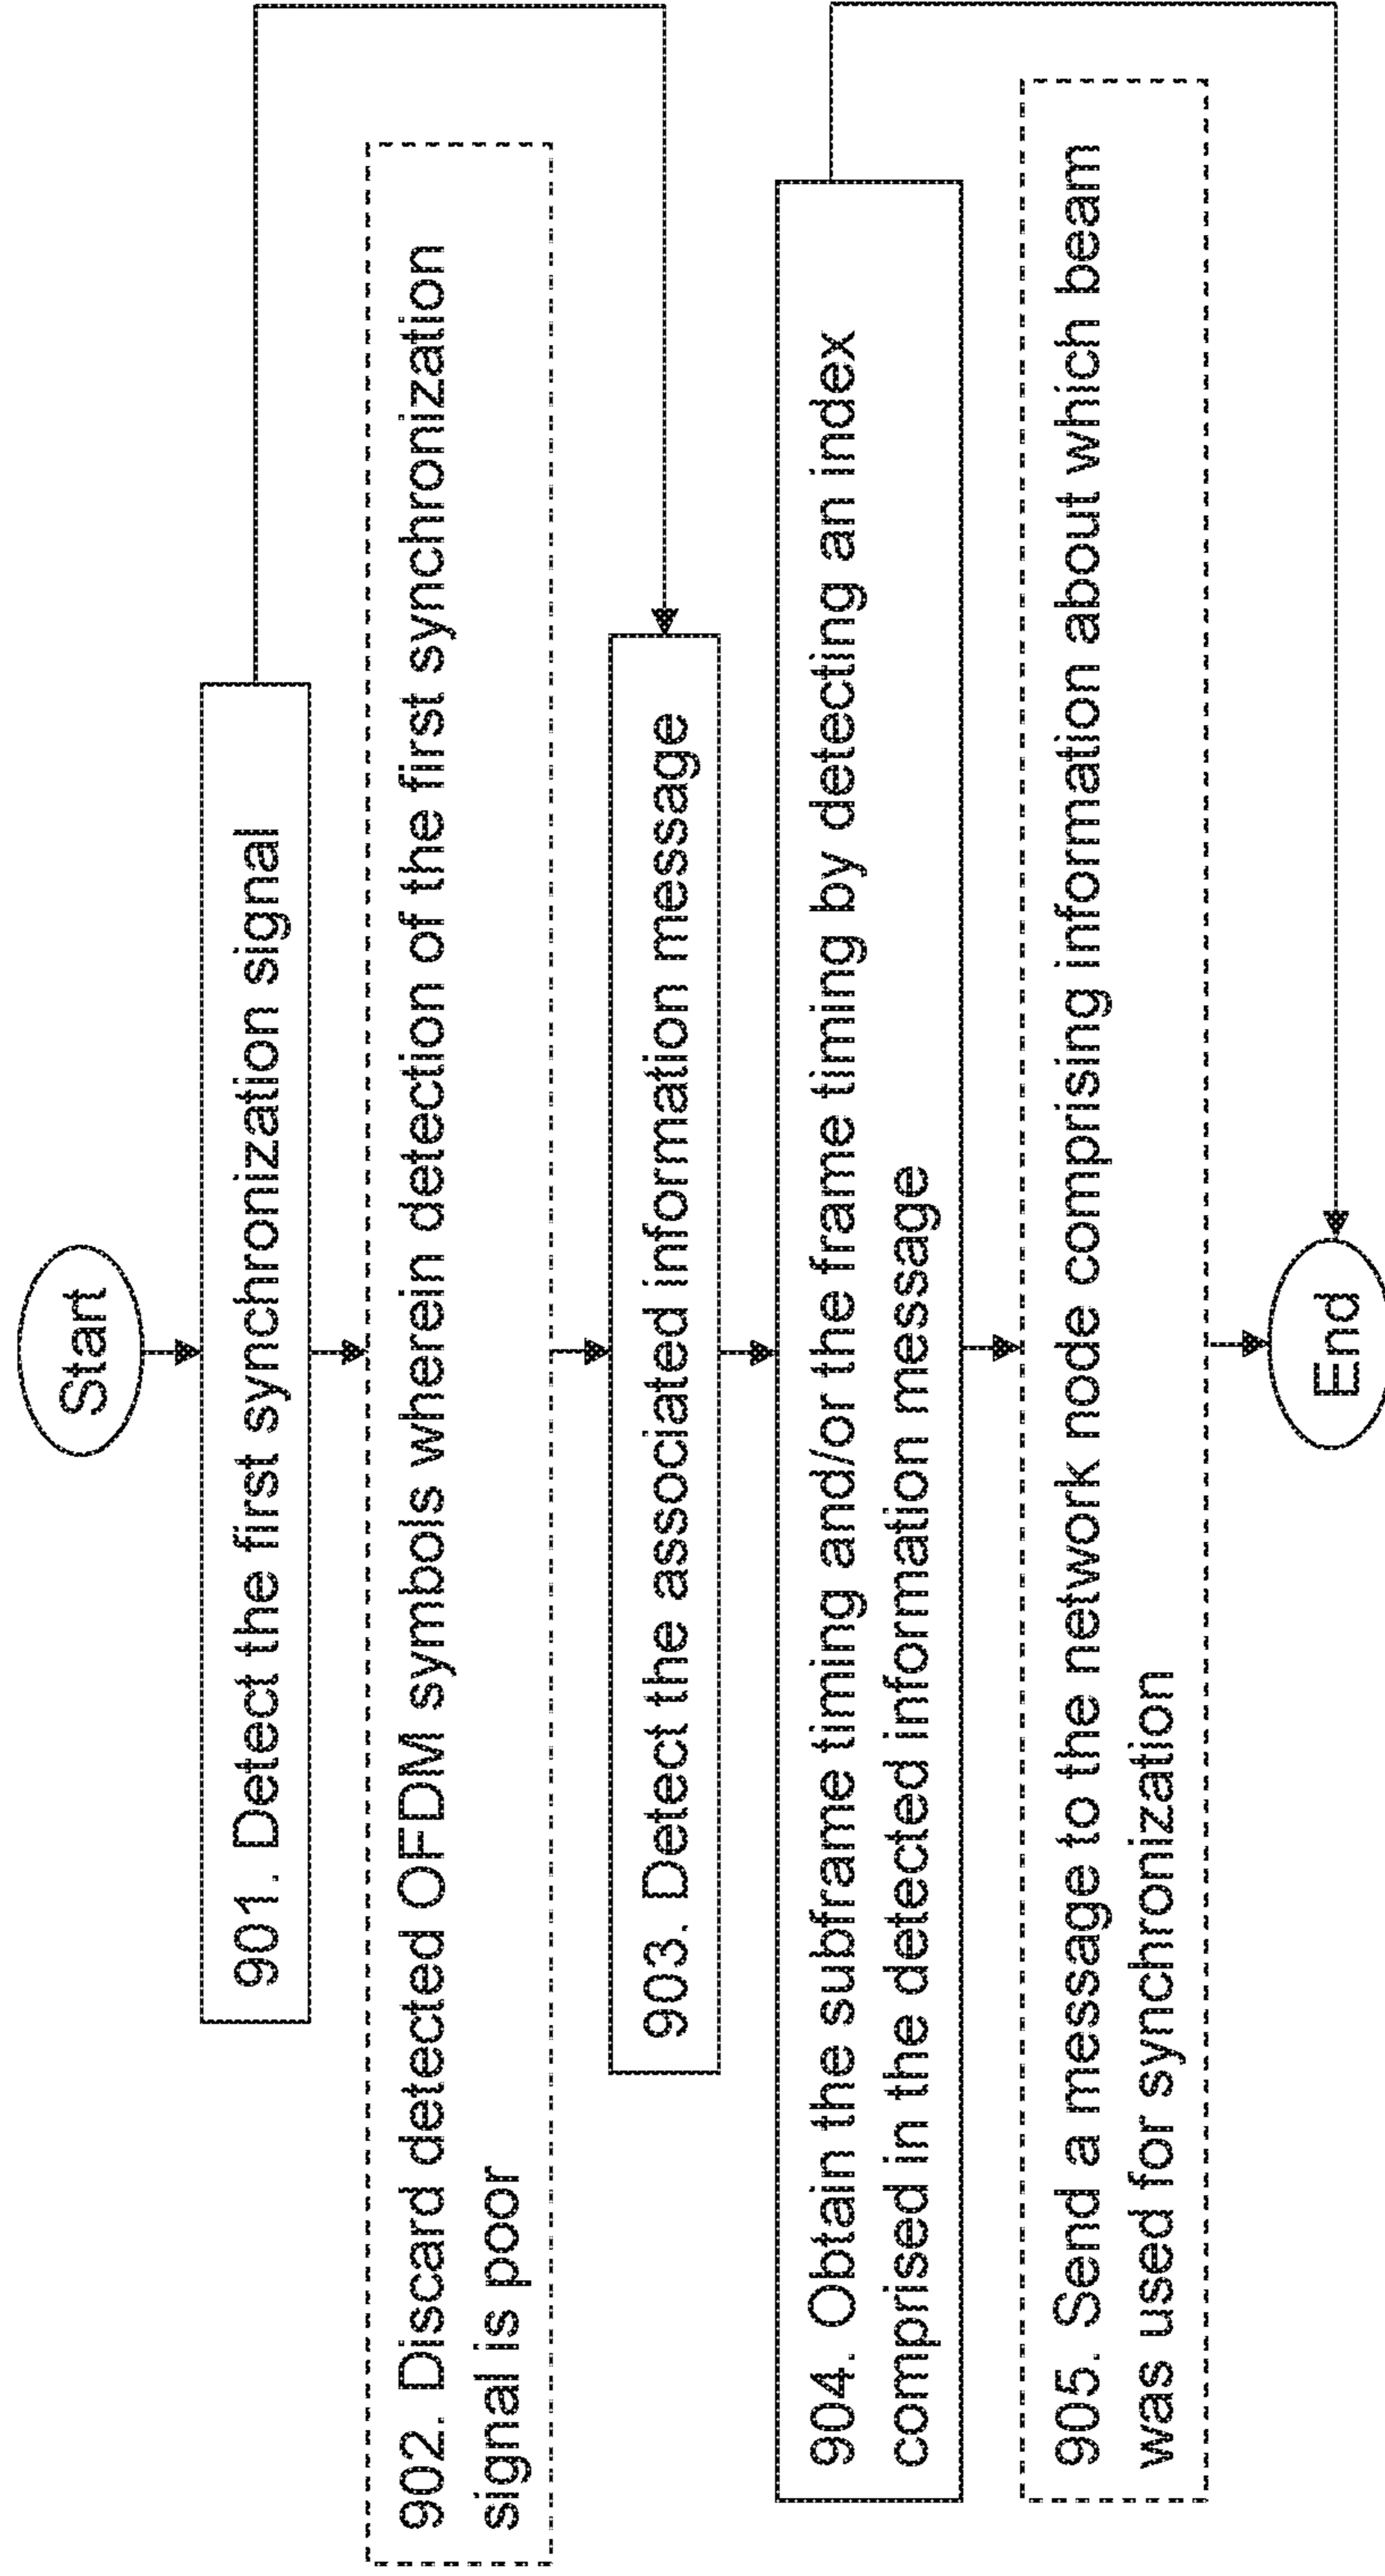 Start
901. Detect the first synchronization signal
902. Discard detected OFDM symbols wherein detection of the first synchronization
signal is poor
903. Detect the associated information message
904. Obtain the subframe timing and/or the frame timing by detecting an index
comprised in the detected information message
905. Send a message to the network node comprising information about which beam
was used for synchronization
End